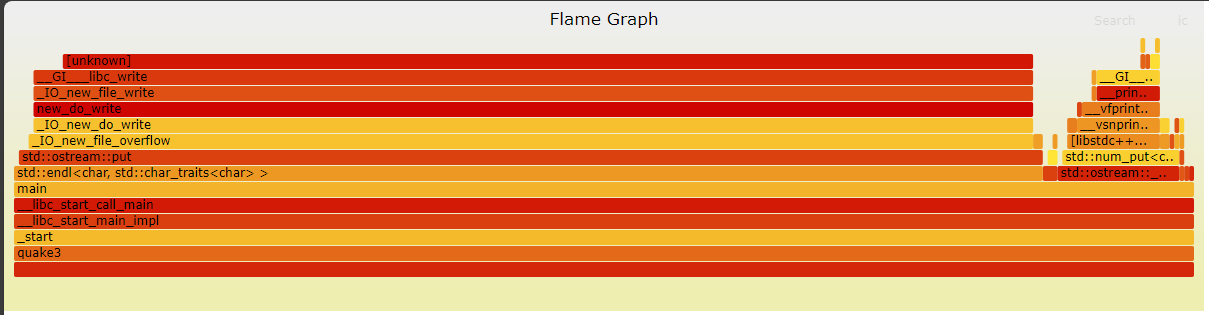 Flame Graph
Search ic
[unknown]
__GI___libc_write __GI__..
_IO_new_file_write __prin..
new_do_write __vfprint..
_IO_new_do_write __vsnprin..
_IO_new_file_overflow [libstdc++...
std::ostream::put std::num_put<c..
std::endl<char, std::char_traits<char> > std::ostream::_..
main
__libc_start_call_main
__libc_start_main_impl
_start
quake3